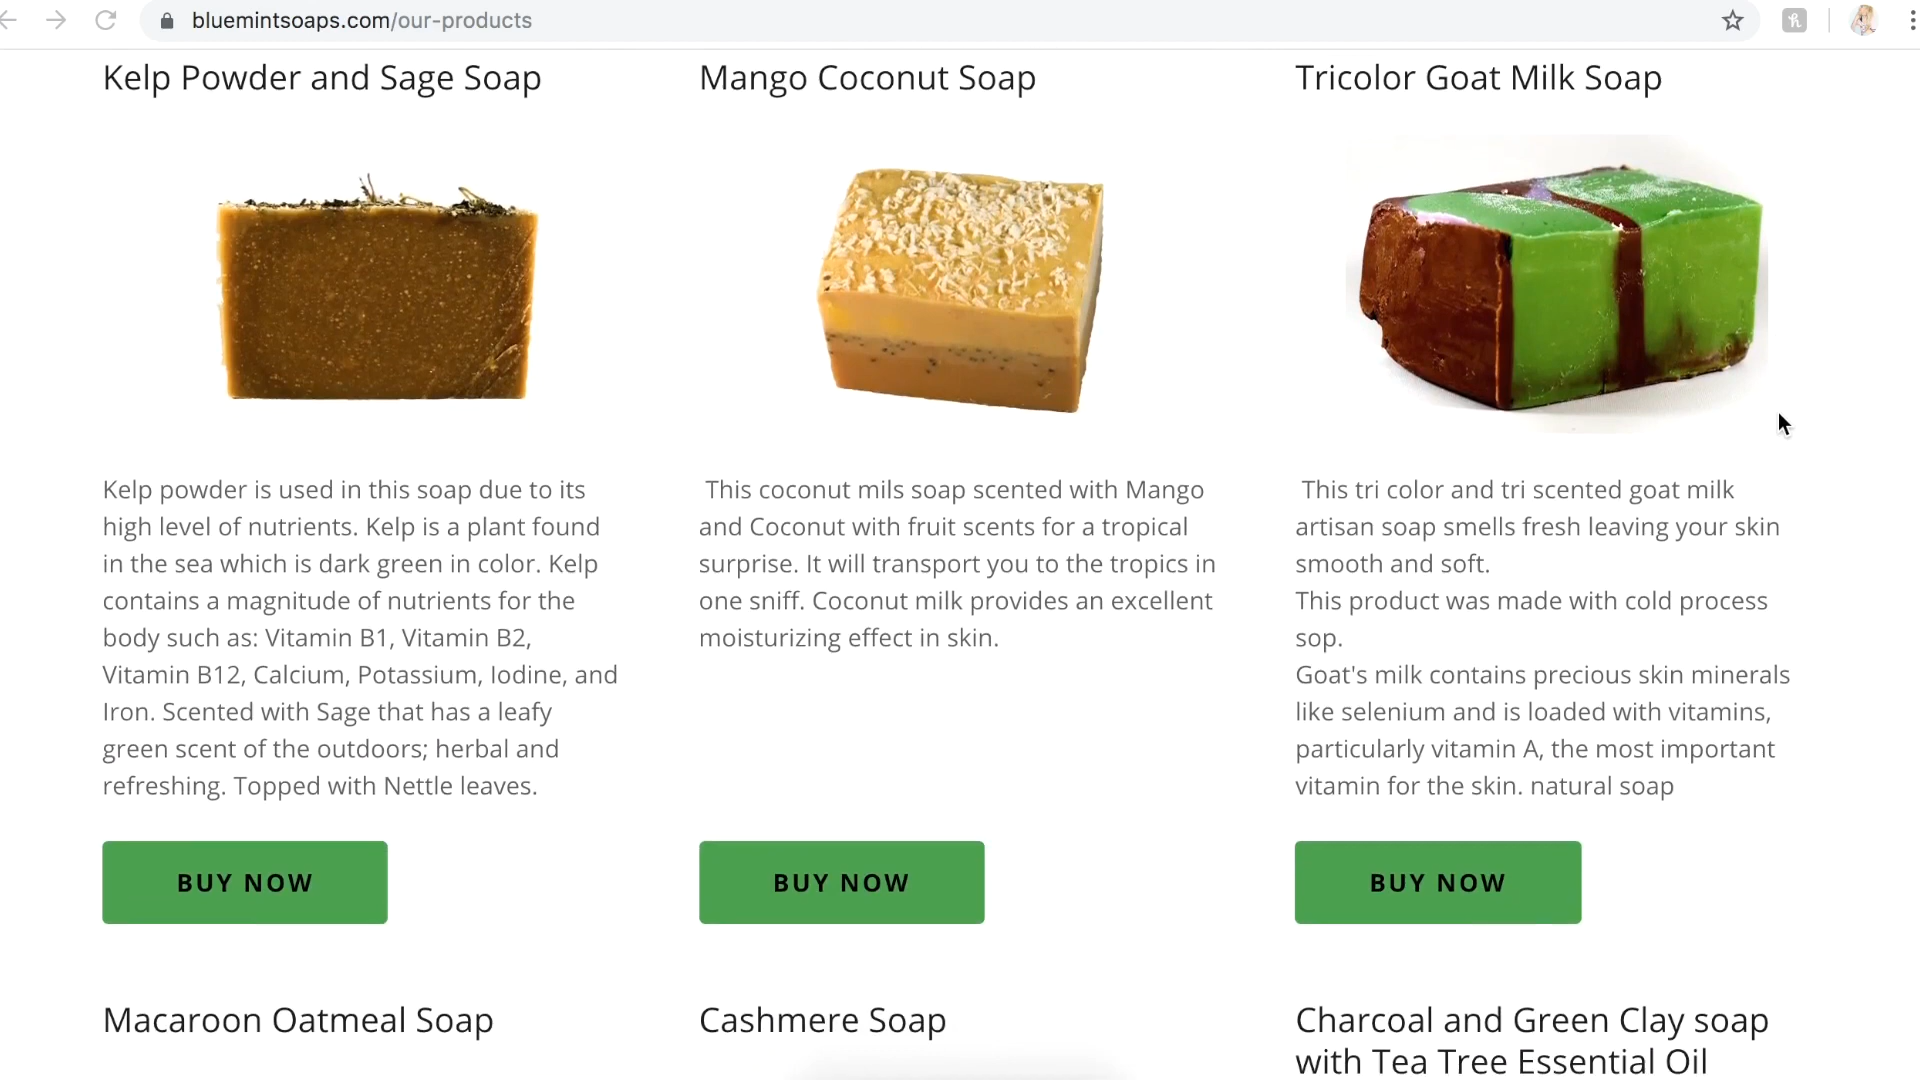 bluemintsoaps.com/our-products
Kelp Powder and Sage Soap
Kelp powder is used in this soap due to its
high level of nutrients. Kelp is a plant found
in the sea which is dark green in color. Kelp
contains a magnitude of nutrients for the
body such as: Vitamin B1, Vitamin B2,
Vitamin B12, Calcium, Potassium, Iodine, and
Iron. Scented with Sage that has a leafy
green scent of the outdoors; herbal and
refreshing. Topped with Nettle leaves.
BUY NOW
Mango Coconut Soap
This coconut mils soap scented with Mango
and Coconut with fruit scents for a tropical
surprise. It will transport you to the tropics in
one sniff. Coconut milk provides an excellent
moisturizing effect in skin.
BUY NOW
Tricolor Goat Milk Soap
This tri color and tri scented goat milk
artisan soap smells fresh leaving your skin
smooth and soft.
This product was made with cold process
sop.
Goat's milk contains precious skin minerals
like selenium and is loaded with vitamins,
particularly vitamin A, the most important
vitamin for the skin. natural soap
BUY NOW
Macaroon Oatmeal Soap
Cashmere Soap
Charcoal and Green Clay soap
with Tea Tree Essential Oil